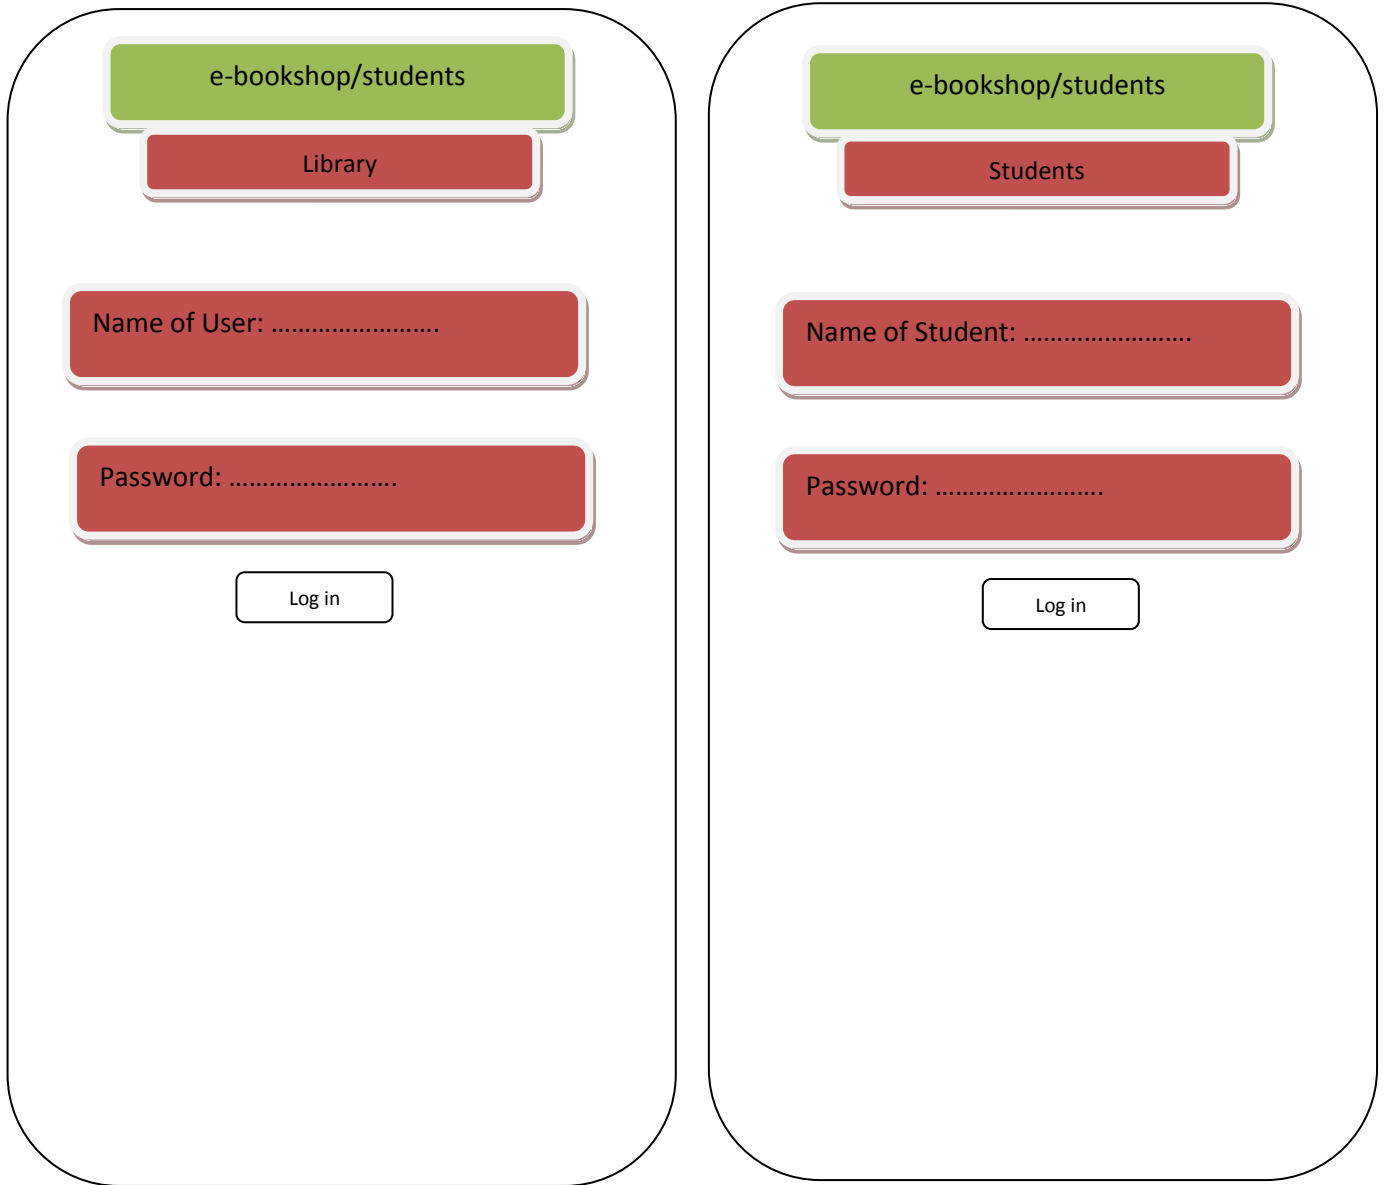 e-bookshop/students
Library
Name of User: …………………….
Password: …………………….
Log in
e-bookshop/students
Students
Name of Student: …………………….
Password: …………………….
Log in